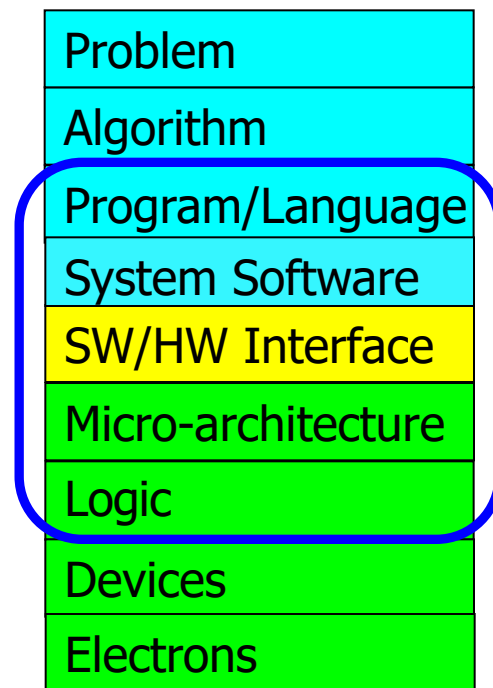 Problem
Algorithm
Program/Language
System Software
SW/HW Interface
Micro-architecture
Logic
Devices
Electrons